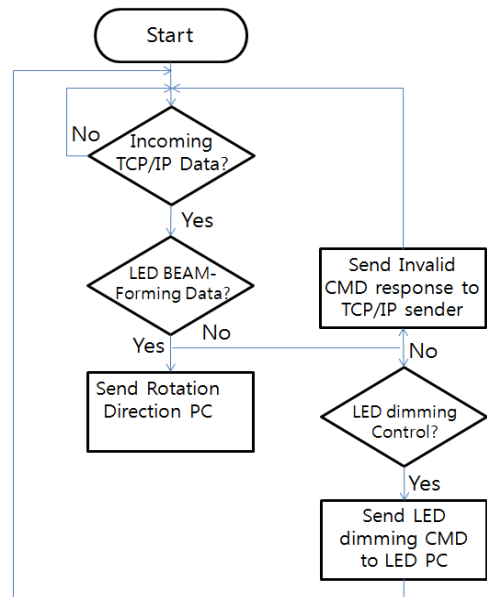 Start
No
Incoming
TCP/IP Data?
Yes
LED BEAM-
Forming Data?
Send Invalid
CMD response to
TCP/IP sender
Yes
No
No
Send Rotation
Direction PC
LED dimming
Control?
Yes
Send LED
dimming CMD
to LED PC